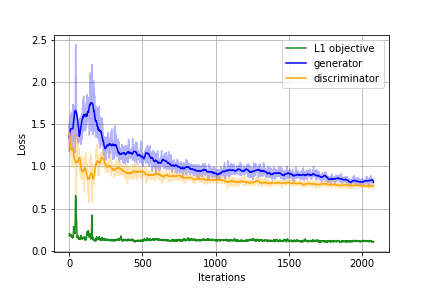 2.5
2.0
1.5
1.0
0.5
0.0
Loss
0
500
1000
1500
2000
Iterations
L1 objective
generator
discriminator